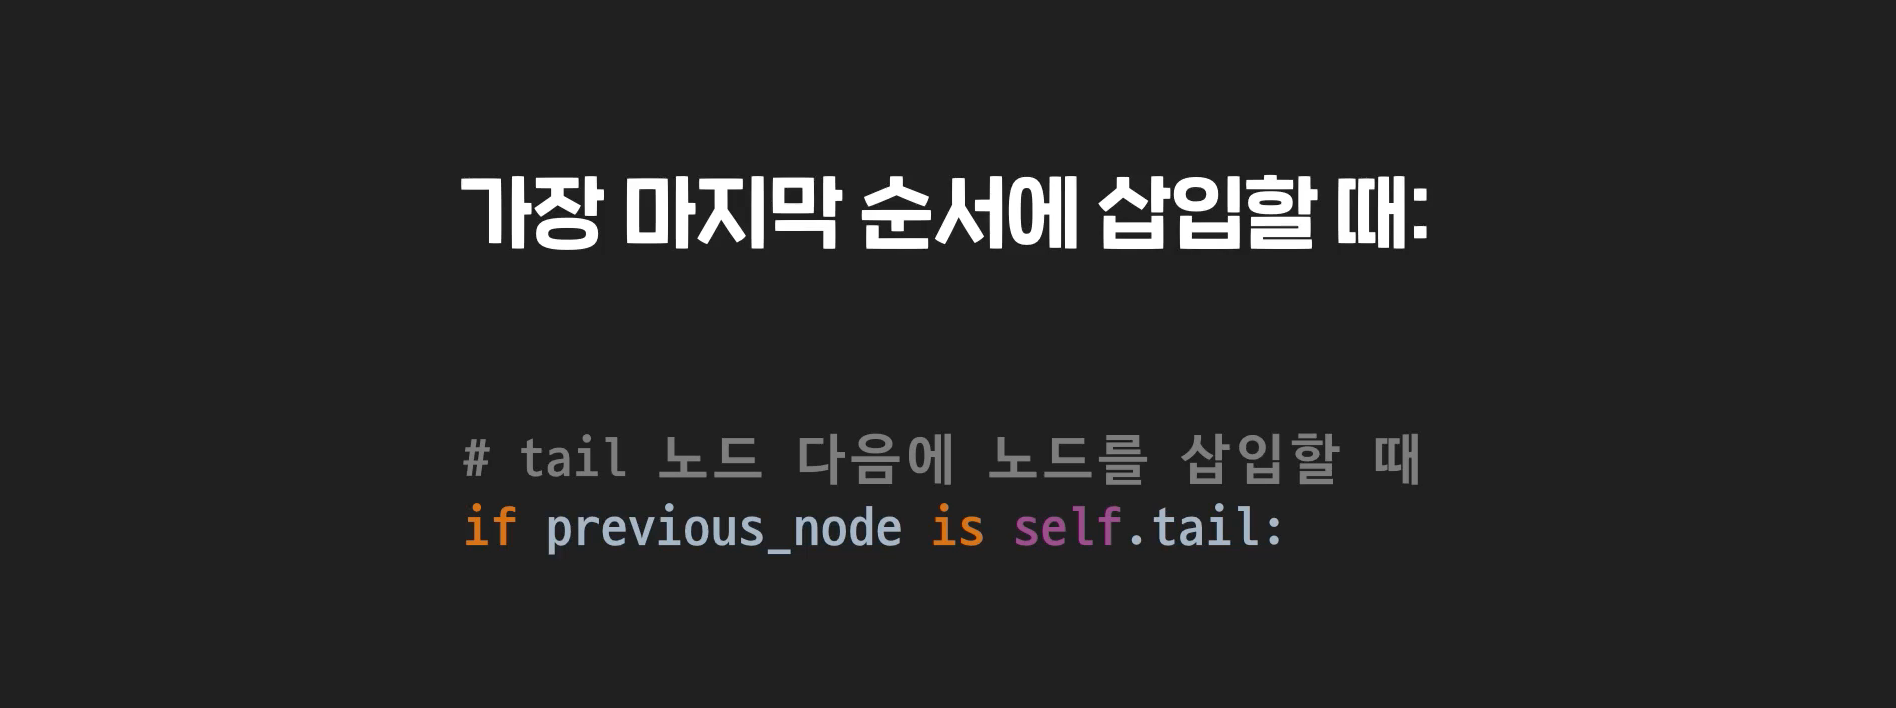 가장 마지막 순서에 삽입할 때:
# tail 노드 다음에 노드를 삽입할 때
if previous_node is self.tail: